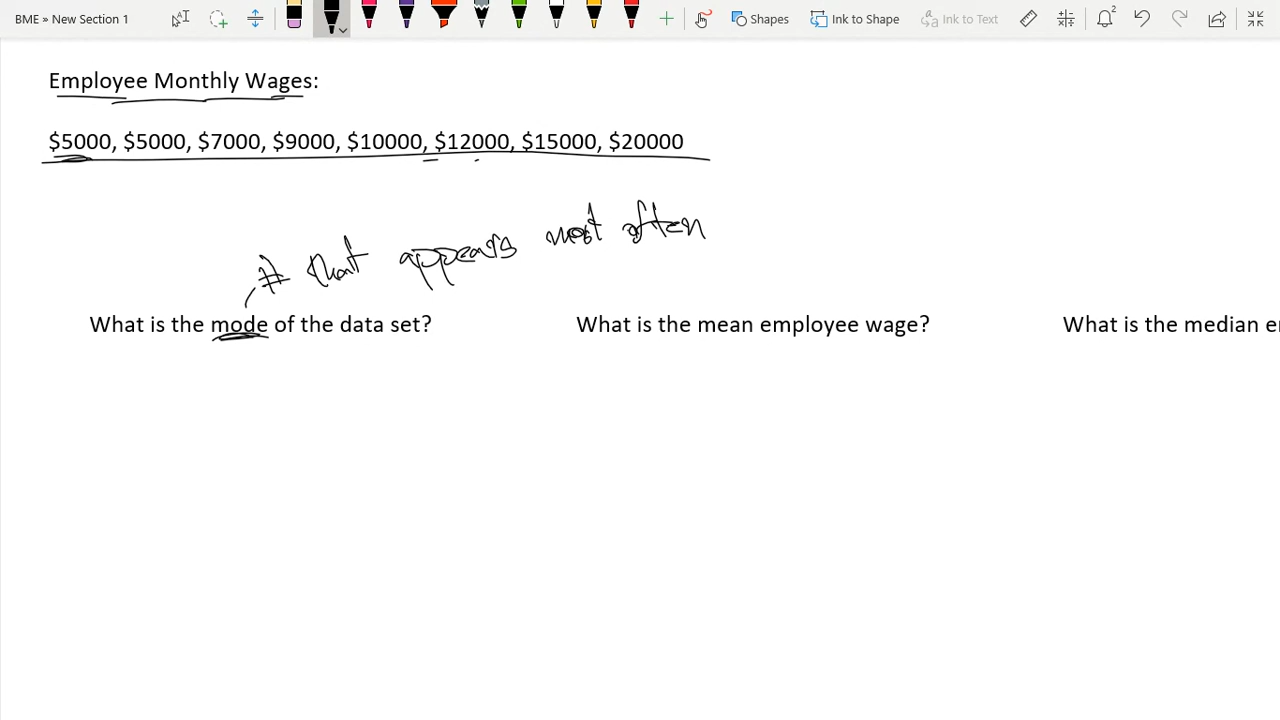 BME » New Section 1
Shapes
Ink to Shape
Ink to Text
2
Employee Monthly Wages:
$5000, $5000, $7000, $9000, $10000, $12000, $15000, $20000
# that appears most often
What is the mode of the data set?
What is the mean employee wage?
What is the median e